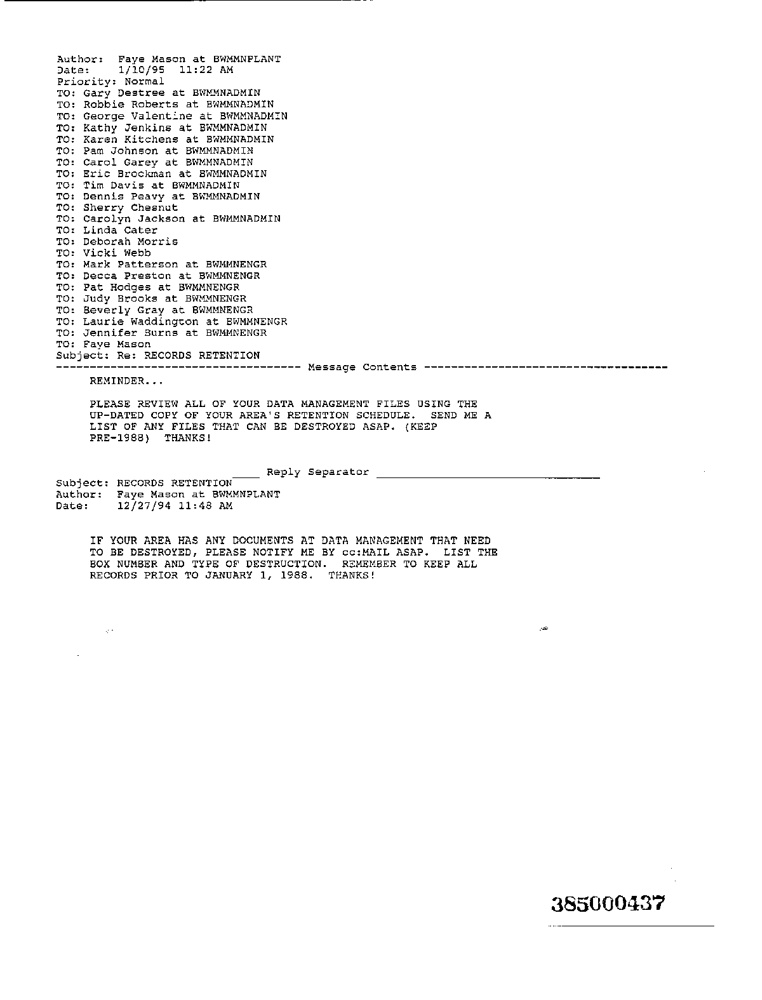 Author: Faye Mason at BWMMNPLANT
Date: 1/10/95 11:22 AM
Priority: Normal
TO: Gary Destree at BWMMNADMIN
TO: Robbie Roberts at BWMMNADMIN
TO: George Valentine at BWMMNADMIN
TO: Kathy Jenkins at BWMMNADMIN
TO: Karen Kitchens at BWMMNADMIN
TO: Pam Johnson at BWMMNADMIN
TO: Carol Garey at BWMMNADMIN
TO: Eric Brockman at BWMMNADMIN
TO: Tim Davis at BWMMNADMIN
TO: Dennis Peavy at BWMMNADMIN
TO: Sherry Chesnut
TO: Carolyn Jackson at BWMMNADMIN
TO: Linda Cater
TO: Deborah Morris
TO: Vicki Webb
TO: Mark Patterson at BWMMNENGR
TO: Decca Preston at BWMMNENGR
TO: Pat Hodges at BWMMNENGR
TO: Judy Brooks at BWMMNENGR
TO: Beverly Gray at BWMMNENGR
TO: Laurie Waddington at BWMMNENGR
TO: Jennifer Burns at BWMMNENGR
TO: Faye Mason
Subject: Re: RECORDS RETENTION
------------------------------------ Message Contents ------------------------------------
REMINDER...
PLEASE REVIEW ALL OF YOUR DATA MANAGEMENT FILES USING THE
UP-DATED COPY OF YOUR AREA'S RETENTION SCHEDULE. SEND ME A
LIST OF ANY FILES THAT CAN BE DESTROYED ASAP. (KEEP
PRE-1988) THANKS!
____ Reply Separator ____
Subject: RECORDS RETENTION
Author: Faye Mason at BWMMNPLANT
Date: 12/27/94 11:48 AM
IF YOUR AREA HAS ANY DOCUMENTS AT DATA MANAGEMENT THAT NEED
TO BE DESTROYED, PLEASE NOTIFY ME BY cc:MAIL ASAP. LIST THE
BOX NUMBER AND TYPE OF DESTRUCTION. REMEMBER TO KEEP ALL
RECORDS PRIOR TO JANUARY 1, 1988. THANKS!
385000437